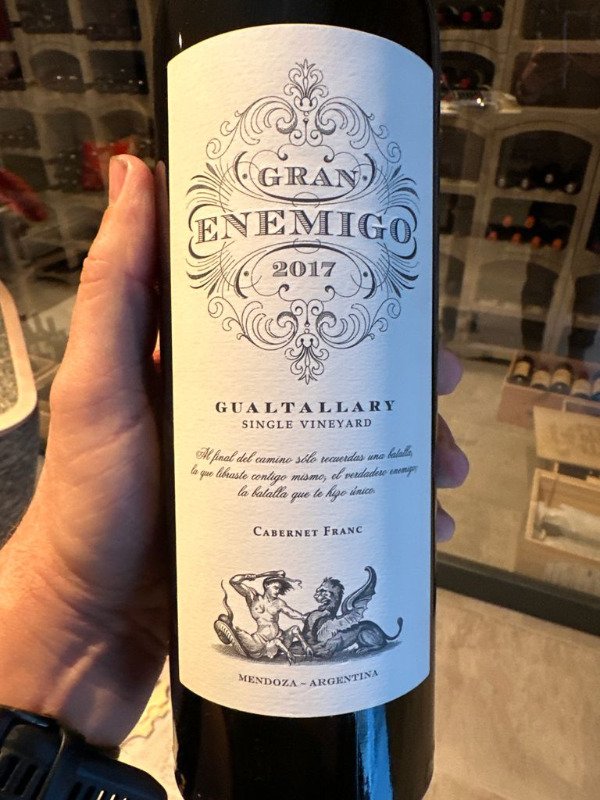 GRAN
ENEMIGO
2017
GUALTALLARY
SINGLE VINEYARD
Al final del camino sólo recuerdas una batalla,
la que libraste contigo mismo, el verdadero enemigo;
la batalla que te hizo único.
CABERNET FRANC
MENDOZA ~ ARGENTINA